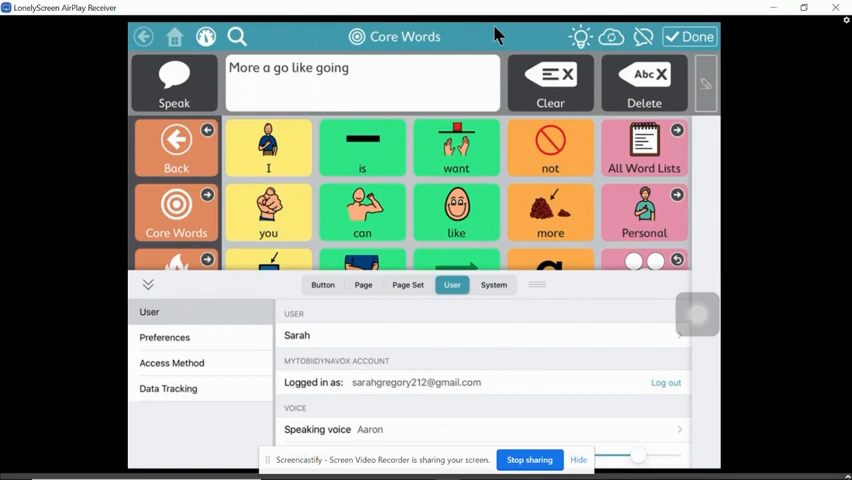 LonelyScreen AirPlay Receiver
Core Words
Done
More a go like going
Speak
Clear
Abc
Delete
Back
I
is
want
not
All Word Lists
Core Words
you
can
like
more
Personal
a
Button
Page
Page Set
User
System
User
USER
Sarah
Preferences
MYTOBIIDYNAVOX ACCOUNT
Access Method
Logged in as: sarahgregory212@gmail.com
Log out
Data Tracking
VOICE
Speaking voice Aaron
Screencastify - Screen Video Recorder is sharing your screen.
Stop sharing
Hide